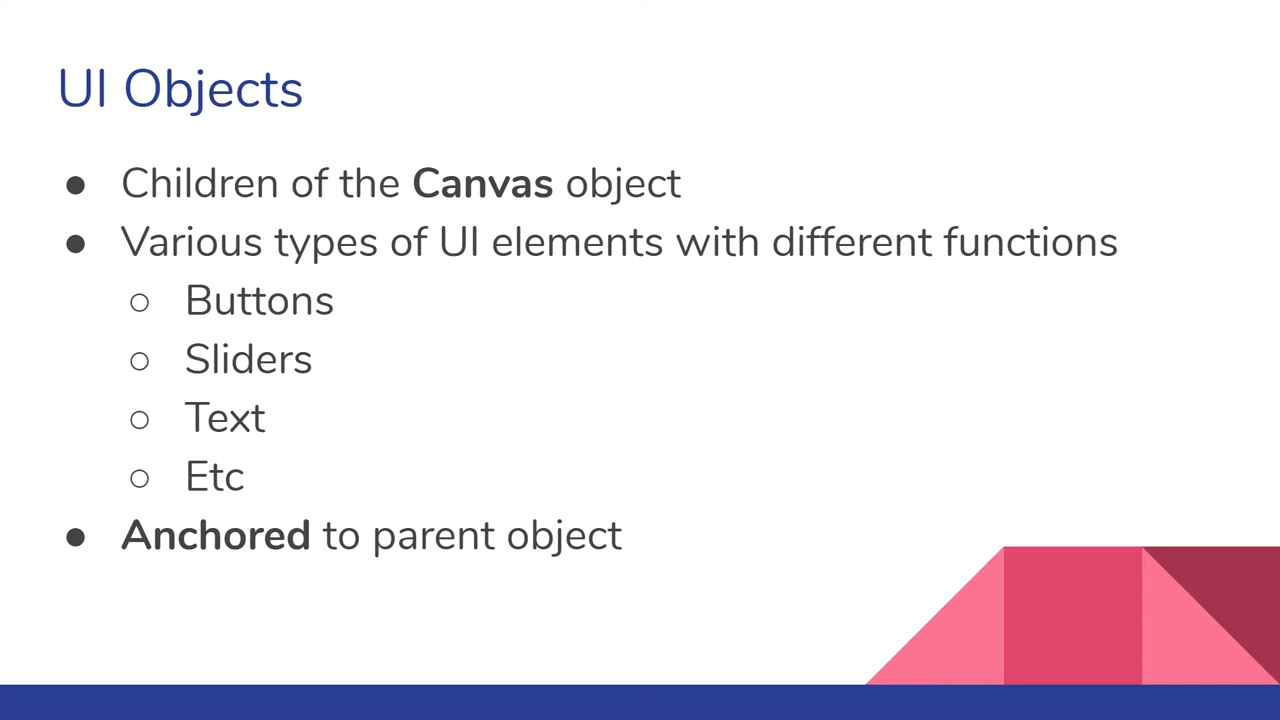 UI Objects
● Children of the Canvas object
● Various types of UI elements with different functions
○ Buttons
○ Sliders
○ Text
○ Etc
● Anchored to parent object